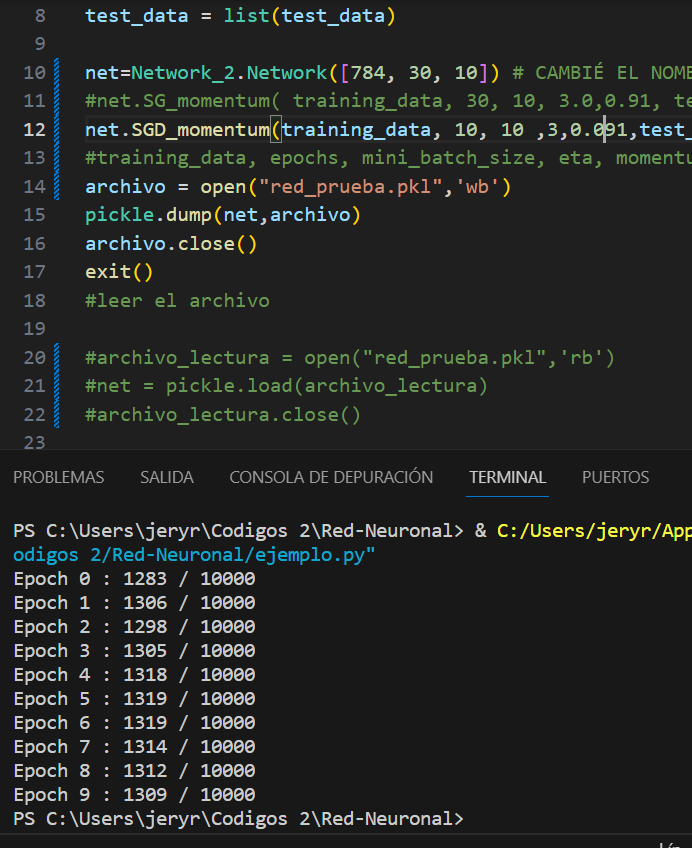 8 test_data = list(test_data)
9
10 net=Network_2.Network([784, 30, 10]) # CAMBIÉ EL NOME
11 #net.SG_momentum( training_data, 30, 10, 3.0,0.91, te
12 net.SGD_momentum(training_data, 10, 10 ,3,0.091,test_
13 #training_data, epochs, mini_batch_size, eta, momentu
14 archivo = open("red_prueba.pkl",'wb')
15 pickle.dump(net,archivo)
16 archivo.close()
17 exit()
18 #leer el archivo
19
20 #archivo_lectura = open("red_prueba.pkl",'rb')
21 #net = pickle.load(archivo_lectura)
22 #archivo_lectura.close()
23
PROBLEMAS SALIDA CONSOLA DE DEPURACIÓN TERMINAL PUERTOS
PS C:\Users\jeryr\Codigos 2\Red-Neuronal> & C:/Users/jeryr/App
odigos 2/Red-Neuronal/ejemplo.py"
Epoch 0 : 1283 / 10000
Epoch 1 : 1306 / 10000
Epoch 2 : 1298 / 10000
Epoch 3 : 1305 / 10000
Epoch 4 : 1318 / 10000
Epoch 5 : 1319 / 10000
Epoch 6 : 1319 / 10000
Epoch 7 : 1314 / 10000
Epoch 8 : 1312 / 10000
Epoch 9 : 1309 / 10000
PS C:\Users\jeryr\Codigos 2\Red-Neuronal>